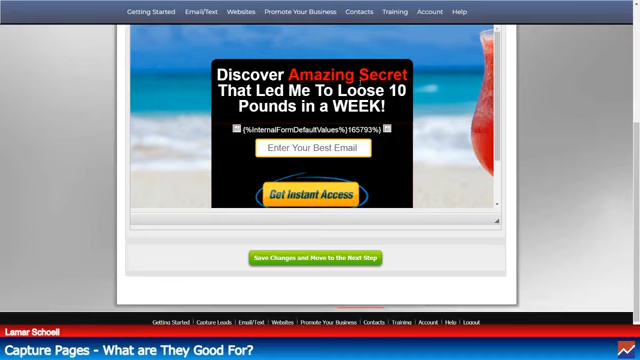 Getting Started Email/Text Websites Promote Your Business Contacts Training Account Help
Discover Amazing Secret
That Led Me To Loose 10
Pounds in a WEEK!
{%InternalFormDefaultValues%}165793%}
Enter Your Best Email
Get Instant Access
Save Changes and Move to the Next Step
Getting Started | Capture Leads | Email/Text | Websites | Promote Your Business | Contacts | Training | Account | Help | Logout
Lamar Schoell
Capture Pages - What are They Good For?